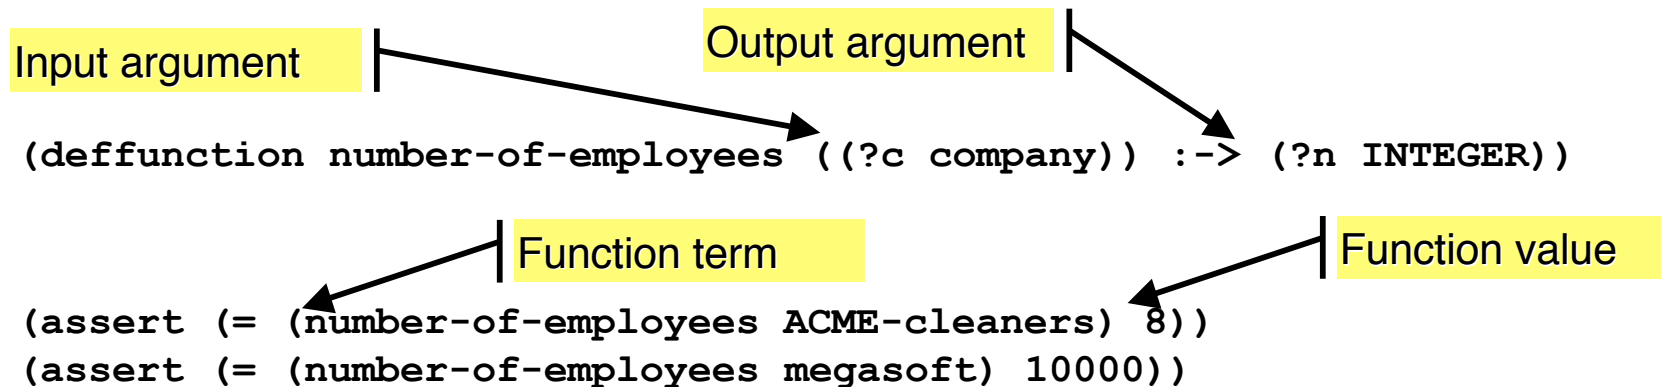 Input argument
Output argument
(deffunction number-of-employees ((?c company)) :-> (?n INTEGER))
Function term
Function value
(assert (= (number-of-employees ACME-cleaners) 8))
(assert (= (number-of-employees megasoft) 10000))